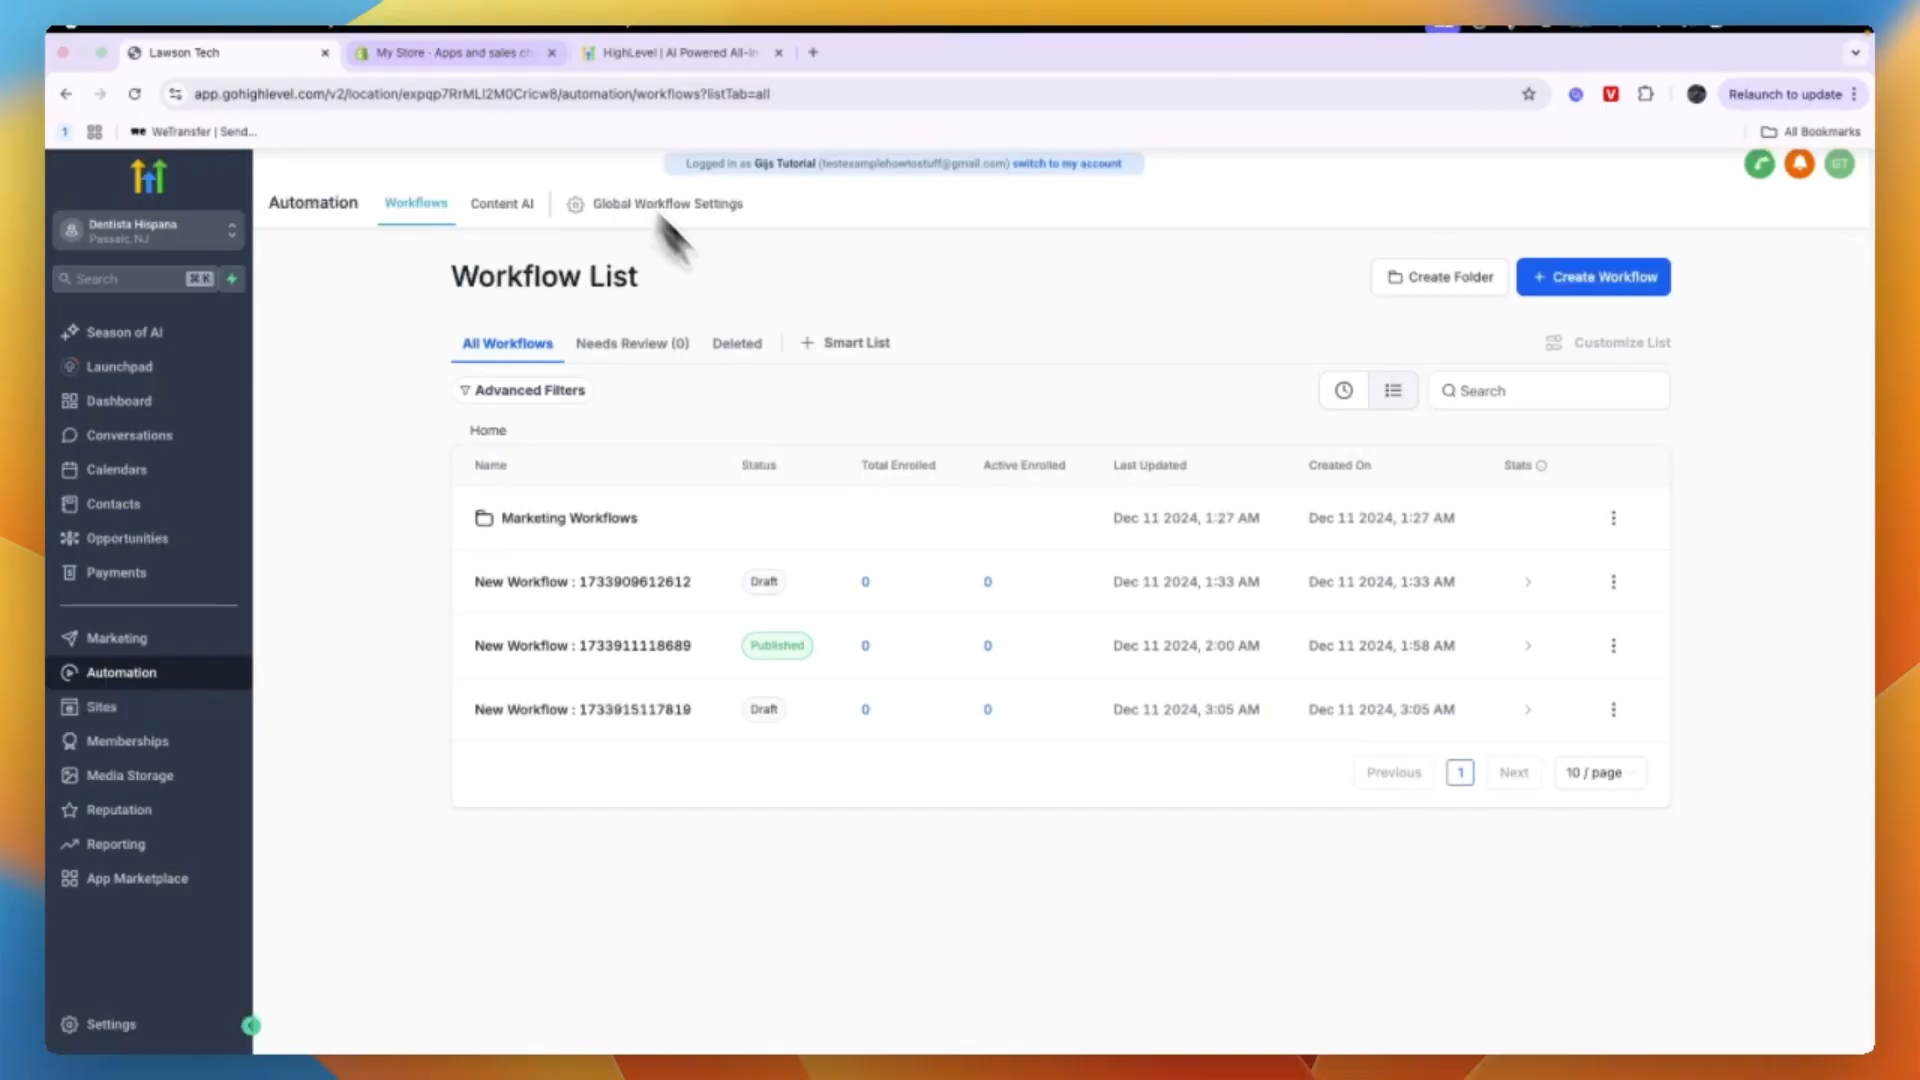 Lawson Tech
My Store - Apps and sales ch
HighLevel | AI Powered All-in
app.gohighlevel.com/v2/location/expqp7RrMLI2M0Cricw8/automation/workflows?listTab=all
Relaunch to update
1
WeTransfer | Send...
All Bookmarks
Logged in as Gijs Tutorial (testexamplehowtostuff@gmail.com) switch to my account
GT
Dentista Hispana
Passaic, NJ
Search
⌘K
Season of AI
Launchpad
Dashboard
Conversations
Calendars
Contacts
Opportunities
Payments
Marketing
Automation
Sites
Memberships
Media Storage
Reputation
Reporting
App Marketplace
Settings
Automation
Workflows
Content AI
Global Workflow Settings
Workflow List
Create Folder
+ Create Workflow
All Workflows
Needs Review (0)
Deleted
+ Smart List
Customize List
Advanced Filters
Search
Home
Name Status Total Enrolled Active Enrolled Last Updated Created On Stats
Marketing Workflows Dec 11 2024, 1:27 AM Dec 11 2024, 1:27 AM
New Workflow : 1733909612612 Draft 0 0 Dec 11 2024, 1:33 AM Dec 11 2024, 1:33 AM
New Workflow : 1733911118689 Published 0 0 Dec 11 2024, 2:00 AM Dec 11 2024, 1:58 AM
New Workflow : 1733915117819 Draft 0 0 Dec 11 2024, 3:05 AM Dec 11 2024, 3:05 AM
Previous 1 Next 10 / page